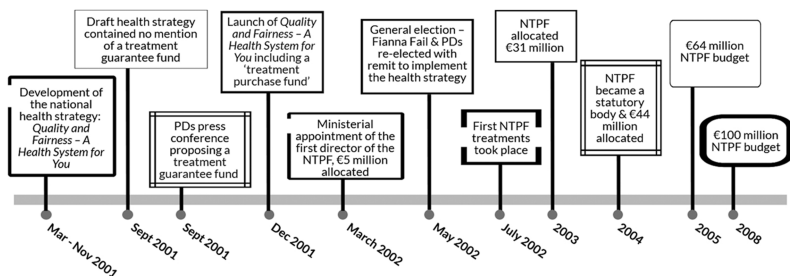 Development of
the national
health strategy:
Quality and
Fairness – A
Health System for
You
Draft health strategy
contained no mention
of a treatment
guarantee fund
PDs press
conference
proposing a
treatment
guarantee fund
Launch of Quality
and Fairness – A
Health System for
You including a
‘treatment
purchase fund’
Ministerial
appointment of the
first director of the
NTPF, €5 million
allocated
General election –
Fianna Fail & PDs
re-elected with
remit to implement
the health strategy
First NTPF
treatments
took place
NTPF
allocated
€31 million
NTPF
became a
statutory
body & €44
million
allocated
€64 million
NTPF budget
€100 million
NTPF budget
Mar - Nov 2001
Sept 2001
Sept 2001
Dec 2001
March 2002
May 2002
July 2002
2003
2004
2005
2008